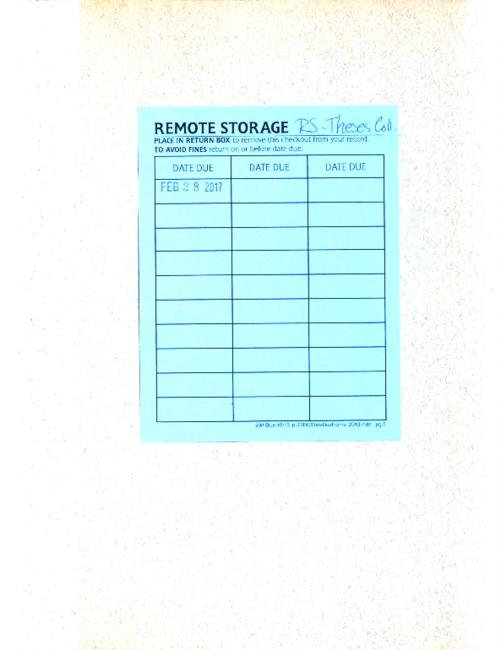 REMOTE STORAGE RS-Theses Coll.
PLACE IN RETURN BOX to remove this checkout from your record.
TO AVOID FINES return on or before date due.
DATE DUE DATE DUE DATE DUE
FEB 28 2017